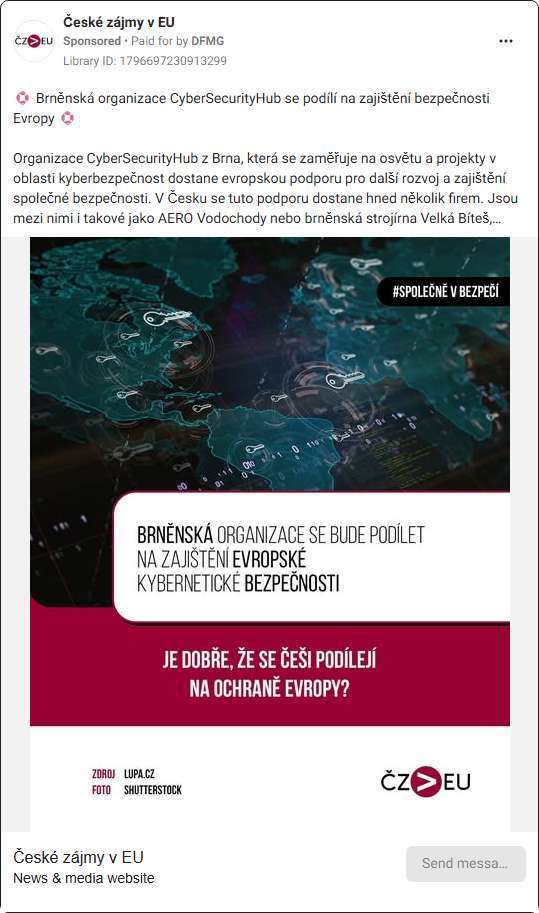 České zájmy v EU
Sponsored • Paid for by DFMG
Library ID: 1796697230913299
Brněnská organizace CyberSecurityHub se podílí na zajištění bezpečnosti
Evropy
Organizace CyberSecurityHub z Brna, která se zaměřuje na osvětu a projekty v
oblasti kyberbezpečnost dostane evropskou podporu pro další rozvoj a zajištění
společné bezpečnosti. V Česku se tuto podporu dostane hned několik firem. Jsou
mezi nimi i takové jako AERO Vodochody nebo brněnská strojírna Velká Bíteš,...
#SPOLEČNĚ V BEZPEČÍ
BRNĚNSKÁ ORGANIZACE SE BUDE PODÍLET
NA ZAJIŠTĚNÍ EVROPSKÉ
KYBERNETICKÉ BEZPEČNOSTI
JE DOBŘE, ŽE SE ČEŠI PODÍLEJÍ
NA OCHRANĚ EVROPY?
ZDROJ LUPA.CZ
FOTO SHUTTERSTOCK
ČZ>EU
České zájmy v EU
News & media website
Send messa...